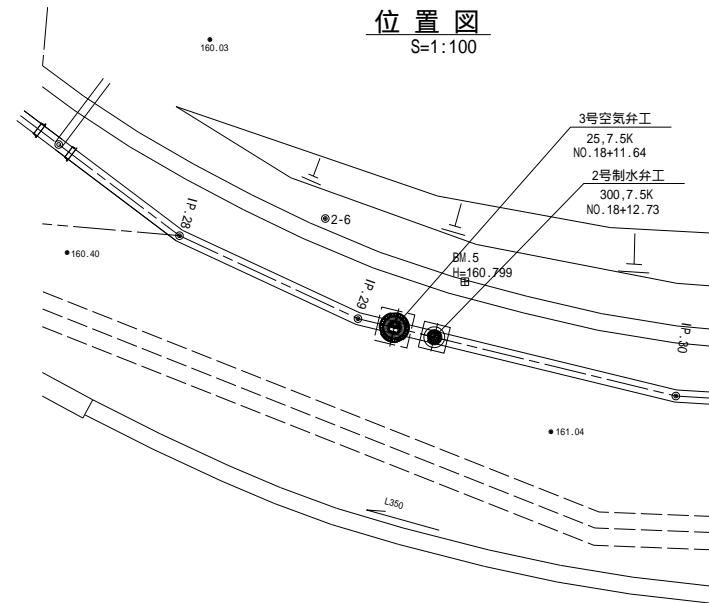 位置図
S=1:100
160.03
3号空気弁工
25,7.5K
NO.18+11.64
2号制水弁工
300,7.5K
NO.18+12.73
IP.28
2-6
160.40
BM.5
H=160.799
IP.29
IP.30
161.04
L350